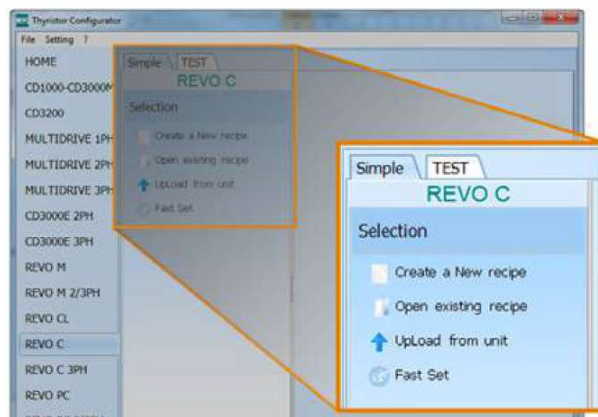 Thyristor Configurator
File Setting ?
HOME
CD1000-CD3000M
CD3200
MULTIDRIVE 1PH
MULTIDRIVE 2PH
MULTIDRIVE 3PH
CD3000E 2PH
CD3000E 3PH
REVO M
REVO M 2/3PH
REVO CL
REVO C
REVO C 3PH
REVO PC
Simple TEST
REVO C
Selection
Create a New recipe
Open existing recipe
UpLoad from unit
Fast Set
Simple TEST
REVO C
Selection
Create a New recipe
Open existing recipe
UpLoad from unit
Fast Set